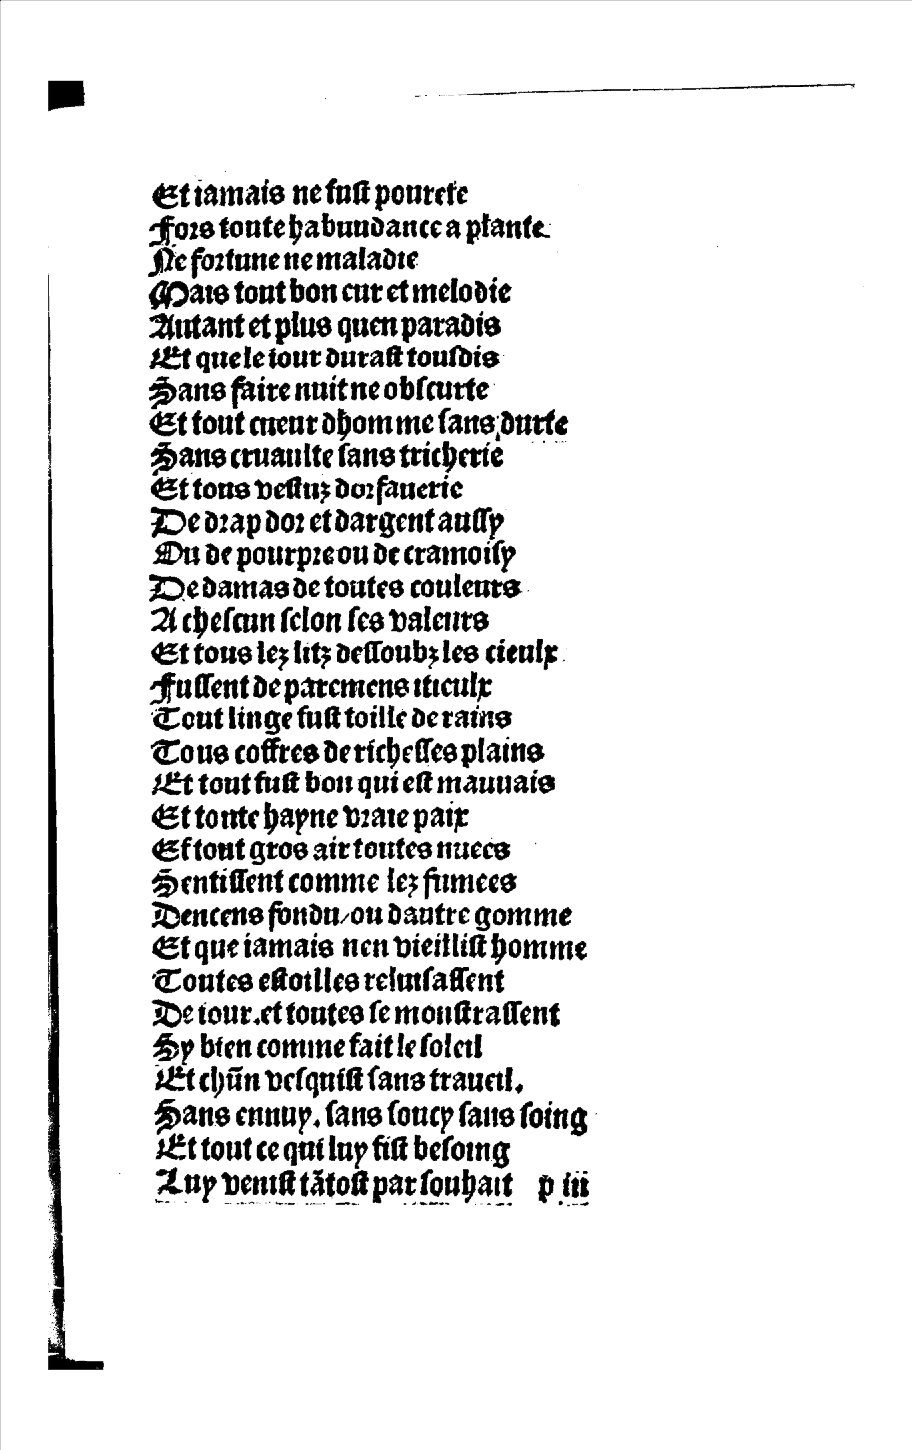 Et iamais ne fuſt pourete
Fors toute habundance a plante
Ne fortune ne maladie
Mais tout bon eur et melodie
Autant et plus quen paradis
Et que le iour duraſt touſdis
Sans faire nuit ne obſcurte
Et tout cueur dhomme ſans durte
Sans cruaulte ſans tricherie
Et tous veſtuz dorfauerie
De drap dor et dargent auſſy
Ou de pourpre ou de cramoiſy
De damas de toutes couleurs
A cheſcun ſelon ſes valeurs
Et tous lez litz deſſoubz les cieulx
Fuſſent de paremens itieulx
Tout linge fuſt toille de rains
Tous coffres de richeſſes plains
Et tout fuſt bon qui eſt mauuais
Et toute hayne vraie paix
Et tout gros air toutes nuees
Sentiſſent comme lez fumees
Dencens fondu/ou dautre gomme
Et que iamais nen vieilliſt homme
Toutes eſtoilles reluiſaſſent
De iour.et toutes ſe monſtraſſent
Sy bien comme fait le ſoleil
Et chũn veſquiſt ſans traueil.
Sans ennuy. ſans ſoucy ſans ſoing
Et tout ce qui luy fiſt beſoing
Luy veniſt tãtoſt par ſouhait p iii